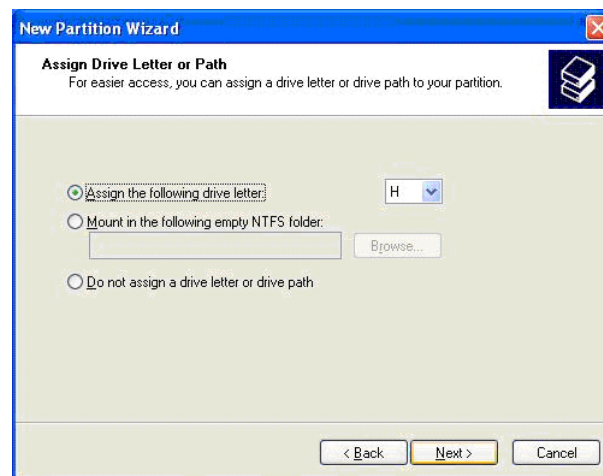 New Partition Wizard
Assign Drive Letter or Path
For easier access, you can assign a drive letter or drive path to your partition.
Assign the following drive letter: H
Mount in the following empty NTFS folder:
Browse...
Do not assign a drive letter or drive path
< Back Next > Cancel